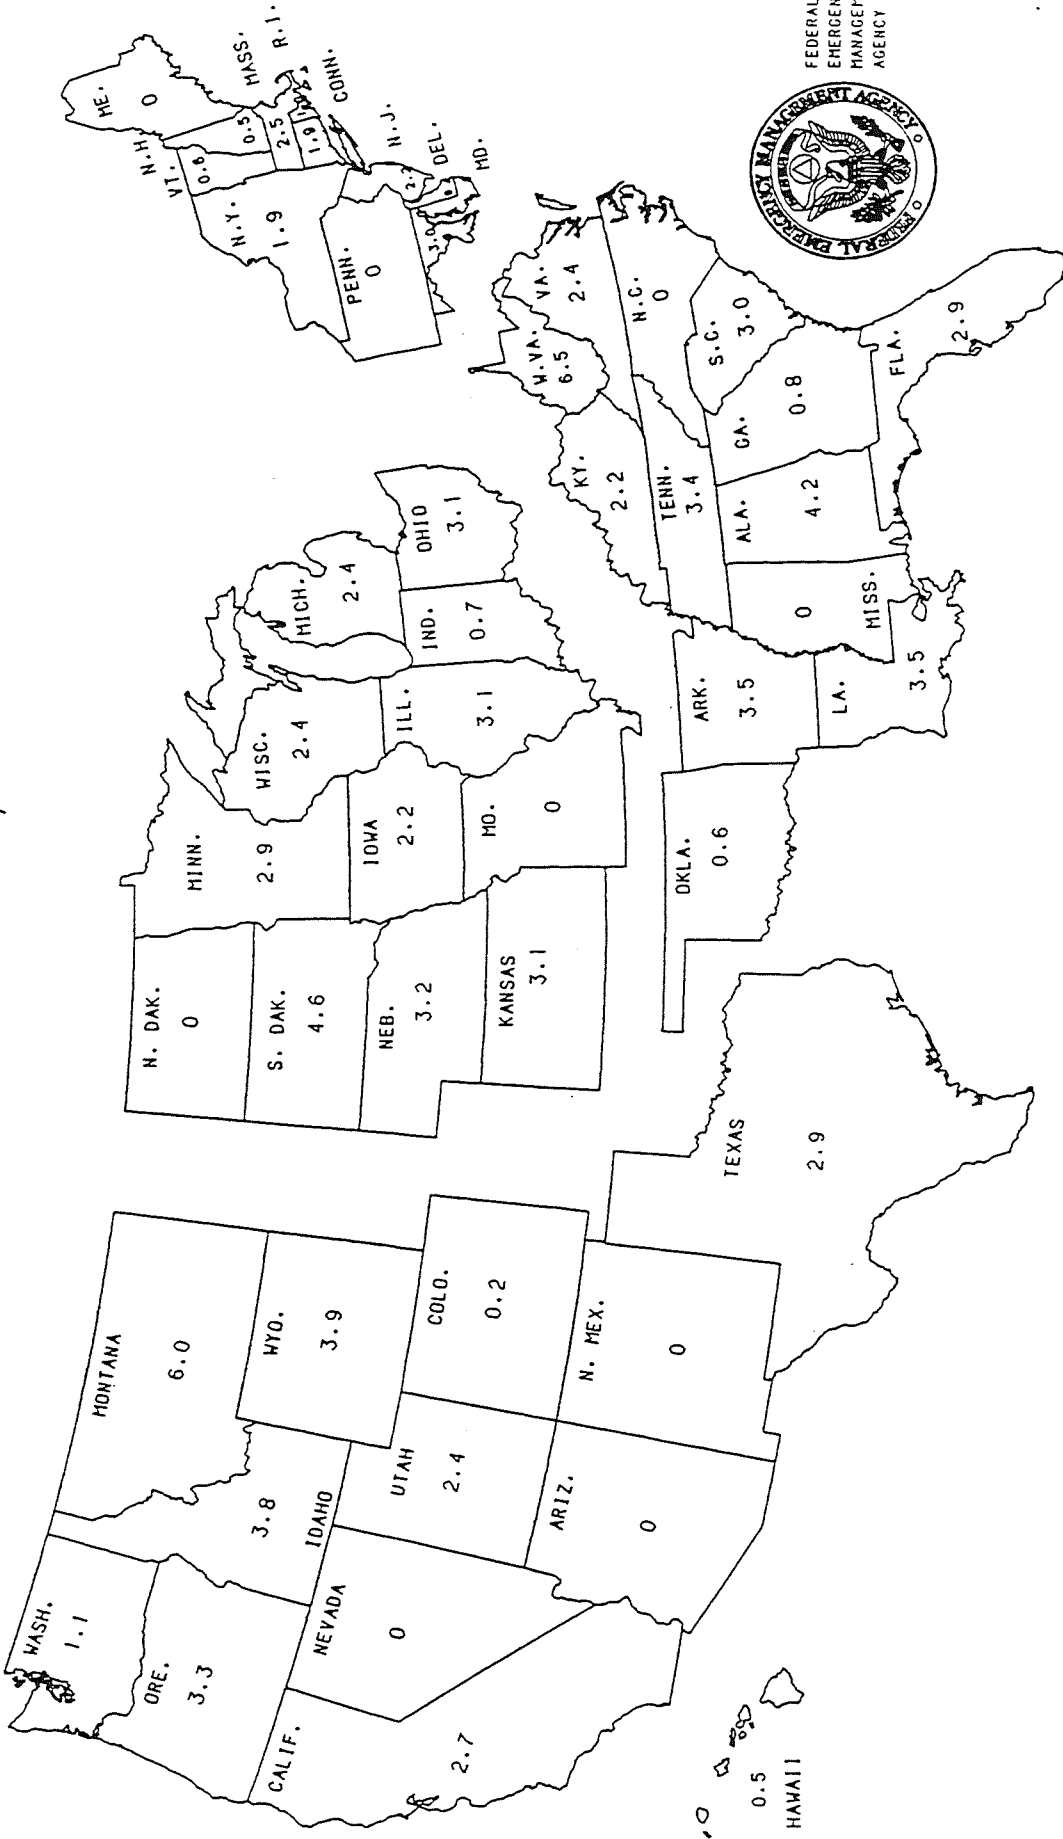 WASH.
1.1
ORE.
3.3
CALIF.
2.7
NEVADA
0
IDAHO
3.8
MONTANA
6.0
WYO.
3.9
UTAH
2.4
COLO.
0.2
ARIZ.
0
N. MEX.
0
0.5
HAWAII
N. DAK.
0
S. DAK.
4.6
NEB.
3.2
KANSAS
3.1
MINN.
2.9
IOWA
2.2
MO.
0
WISC.
2.4
ILL.
3.1
MICH.
2.4
IND.
0.7
OHIO
3.1
TEXAS
2.9
OKLA.
0.6
ARK.
3.5
LA.
3.5
MISS.
0
ALA.
4.2
TENN.
3.4
KY.
2.2
GA.
0.8
FLA.
2.9
S.C.
3.0
N.C.
0
VA.
2.4
W.VA.
6.5
ME.
0
N.H.
0.5
VT.
0.6
MASS.
2.5
R.I.
CONN.
1.9
N.Y.
1.9
PENN.
0
N.J.
2.2
DEL.
MD.
3.0
FEDERAL EMERGENCY MANAGEMENT AGENCY
FEDERAL
EMERGEN
MANAGEM
AGENCY